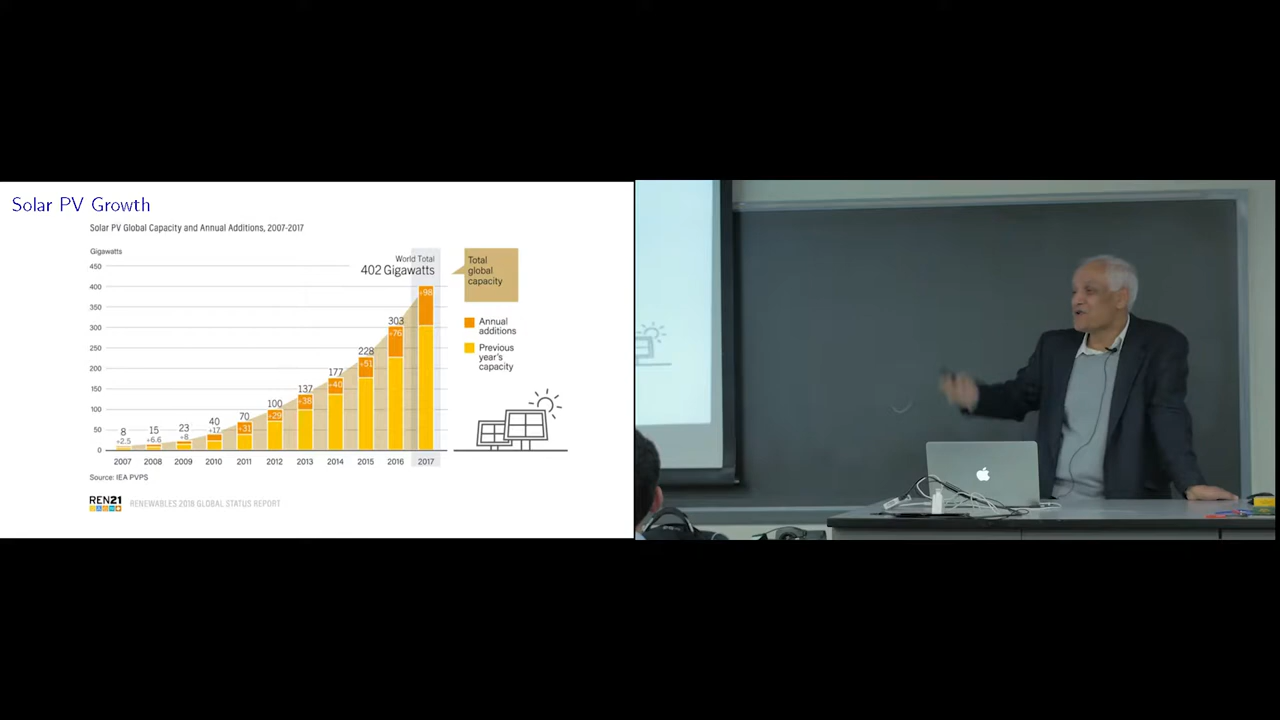 Solar PV Growth
Solar PV Global Capacity and Annual Additions, 2007-2017
Gigawatts
World Total
402 Gigawatts
Total
global
capacity
Annual
additions
Previous
year's
capacity
450
400
350
300
250
200
150
100
50
0
8
+2.5
15
+6.6
23
+8
40
+17
70
+31
100
+29
137
+38
177
+40
228
+51
303
+76
+98
2007 2008 2009 2010 2011 2012 2013 2014 2015 2016 2017
Source: IEA PVPS
REN21
RENEWABLES 2018 GLOBAL STATUS REPORT